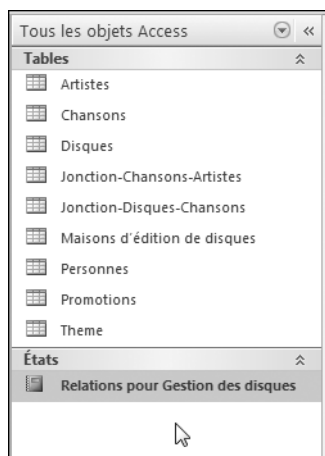 Tous les objets Access
Tables
Artistes
Chansons
Disques
Jonction-Chansons-Artistes
Jonction-Disques-Chansons
Maisons d'édition de disques
Personnes
Promotions
Theme
États
Relations pour Gestion des disques